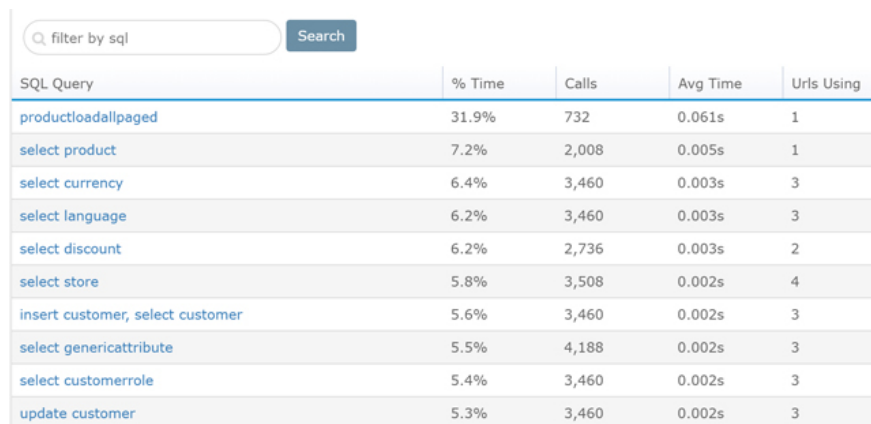 filter by sql Search
SQL Query % Time Calls Avg Time Urls Using
productloadallpaged 31.9% 732 0.061s 1
select product 7.2% 2,008 0.005s 1
select currency 6.4% 3,460 0.003s 3
select language 6.2% 3,460 0.003s 3
select discount 6.2% 2,736 0.003s 2
select store 5.8% 3,508 0.002s 4
insert customer, select customer 5.6% 3,460 0.002s 3
select genericattribute 5.5% 4,188 0.002s 3
select customerrole 5.4% 3,460 0.002s 3
update customer 5.3% 3,460 0.002s 3